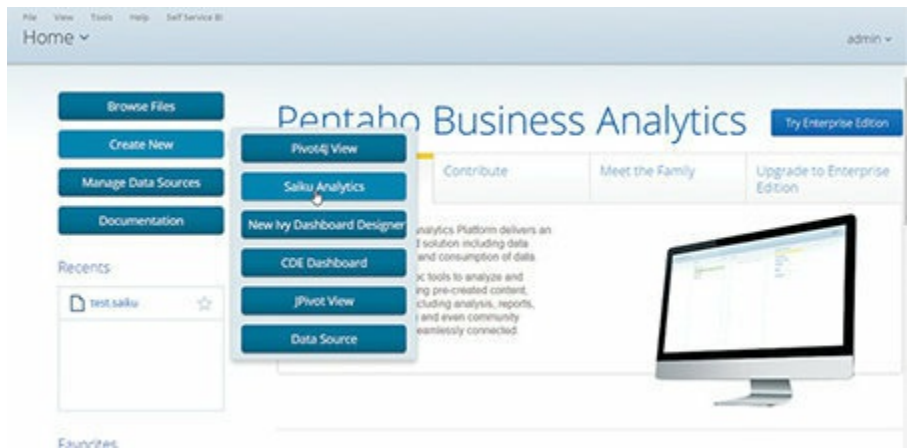 File View Tools Help Self Service BI
Home
admin
Browse Files
Create New
Manage Data Sources
Documentation
Recents
test.saiku
Favorites
Pivot4J View
Saiku Analytics
New Ivy Dashboard Designer
CDE Dashboard
JPivot View
Data Source
Pentaho Business Analytics
Try Enterprise Edition
Contribute
Meet the Family
Upgrade to Enterprise
Edition
analytics Platform delivers an
solution including data
and consumption of data
tools to analyze and
ing pre-created content,
cluding analysis, reports,
and even community
eamlessly connected